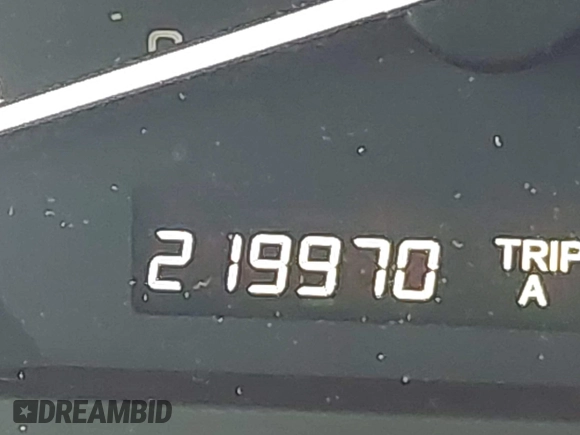 219970
TRIP
A
DREAMBID